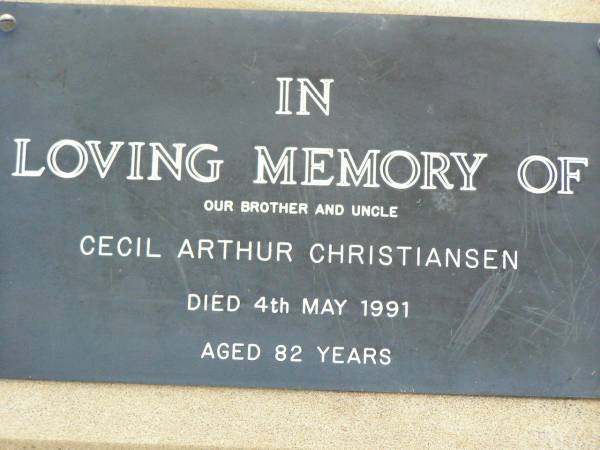 IN
LOVING MEMORY OF
OUR BROTHER AND UNCLE
CECIL ARTHUR CHRISTIANSEN
DIED 4th MAY 1991
AGED 82 YEARS